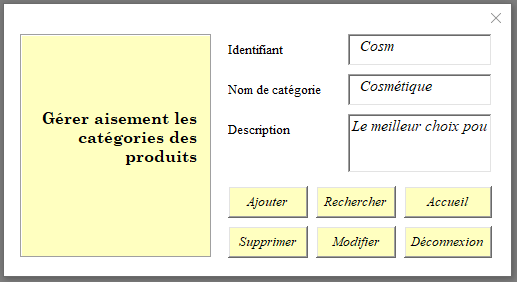 Gérer aisement les
catégories des
produits
Identifiant
Cosm
Nom de catégorie
Cosmétique
Description
Le meilleur choix pou
Ajouter
Rechercher
Accueil
Supprimer
Modifier
Déconnexion